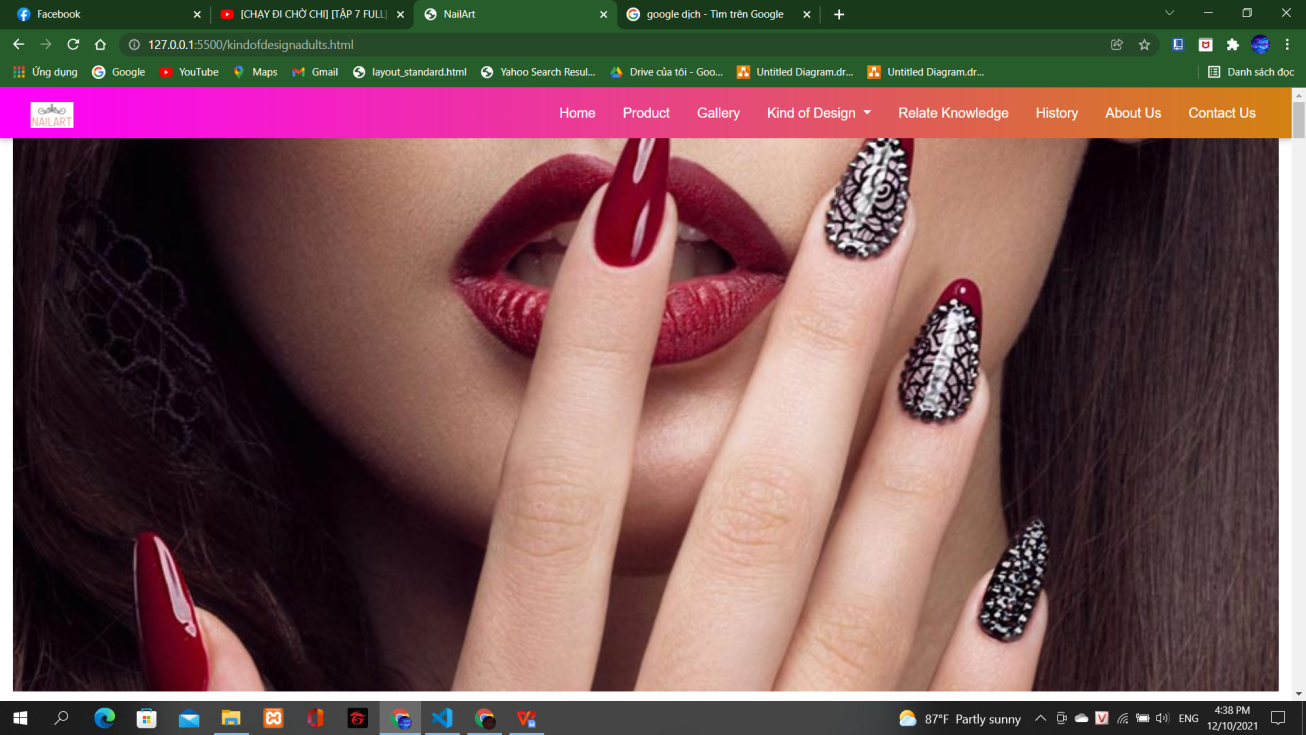 Facebook
[CHẠY ĐI CHỜ CHI] [TẬP 7 FULL]
NailArt
google dịch - Tìm trên Google
127.0.0.1:5500/kindofdesignadults.html
Ứng dụng Google YouTube Maps Gmail layout_standard.html Yahoo Search Resul... Drive của tôi - Goo... Untitled Diagram.dr... Untitled Diagram.dr... Danh sách đọc
NAILART Home Product Gallery Kind of Design Relate Knowledge History About Us Contact Us
87°F Partly sunny ENG
4:38 PM
12/10/2021